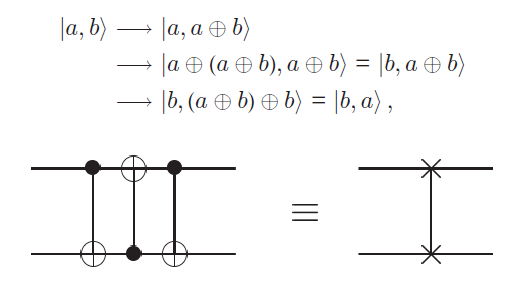 |a, b⟩ ⟶ |a, a ⊕ b⟩
⟶ |a ⊕ (a ⊕ b), a ⊕ b⟩ = |b, a ⊕ b⟩
⟶ |b, (a ⊕ b) ⊕ b⟩ = |b, a⟩ ,
≡